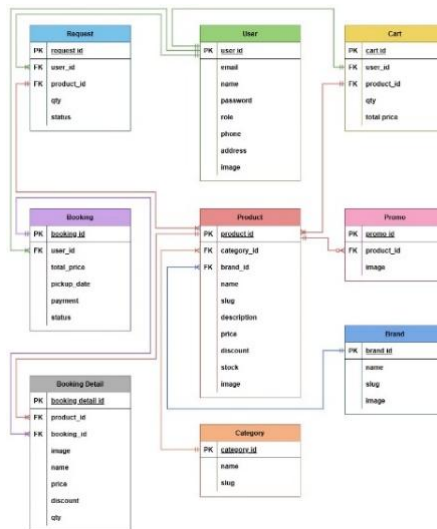 Request
PK request id
FK user_id
FK product_id
qty
status
User
PK user id
email
name
password
role
phone
address
image
Cart
PK cart id
FK user_id
FK product_id
qty
total price
Booking
PK booking id
FK user_id
total_price
pickup_date
payment
status
Product
PK product id
FK category_id
FK brand_id
name
slug
description
price
discount
stock
image
Promo
PK promo id
FK product_id
image
Brand
PK brand id
name
slug
image
Booking Detail
PK booking detail id
FK product_id
FK booking_id
image
name
price
discount
qty
Category
PK category id
name
slug